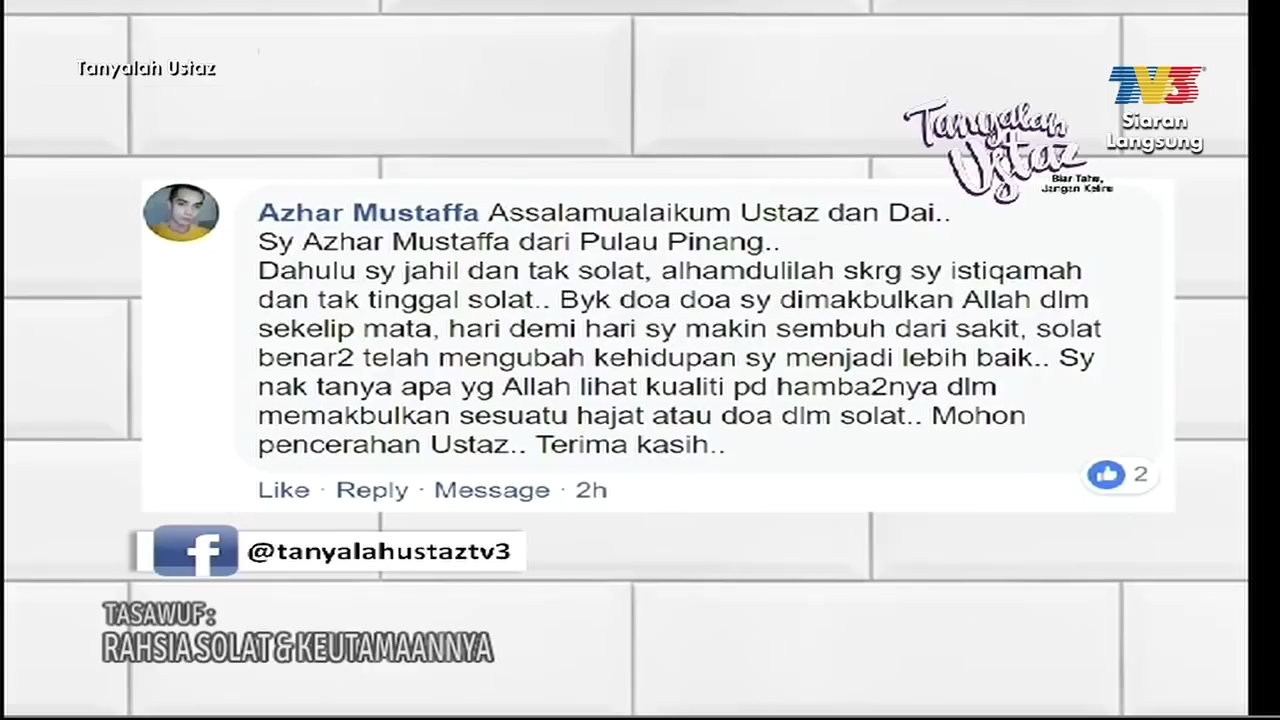 Tanyalah Ustaz
TV3
Siaran
Langsung
Tanyalah
Ustaz
Biar Tahu,
Jangan Keliru
Azhar Mustaffa Assalamualaikum Ustaz dan Dai..
Sy Azhar Mustaffa dari Pulau Pinang..
Dahulu sy jahil dan tak solat, alhamdulilah skrg sy istiqamah
dan tak tinggal solat.. Byk doa doa sy dimakbulkan Allah dlm
sekelip mata, hari demi hari sy makin sembuh dari sakit, solat
benar2 telah mengubah kehidupan sy menjadi lebih baik.. Sy
nak tanya apa yg Allah lihat kualiti pd hamba2nya dlm
memakbulkan sesuatu hajat atau doa dlm solat.. Mohon
pencerahan Ustaz.. Terima kasih..
Like · Reply · Message · 2h
2
f @tanyalahustaztv3
TASAWUF:
RAHSIA SOLAT & KEUTAMAANNYA